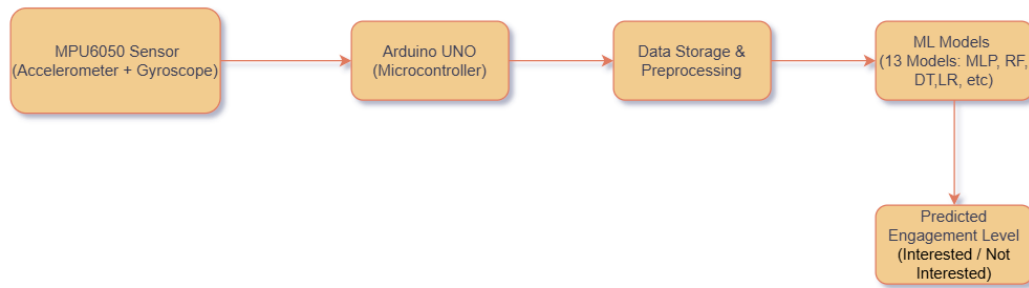 MPU6050 Sensor
(Accelerometer + Gyroscope)
Arduino UNO
(Microcontroller)
Data Storage &
Preprocessing
ML Models
(13 Models: MLP, RF,
DT,LR, etc)
Predicted
Engagement Level
(Interested / Not
Interested)